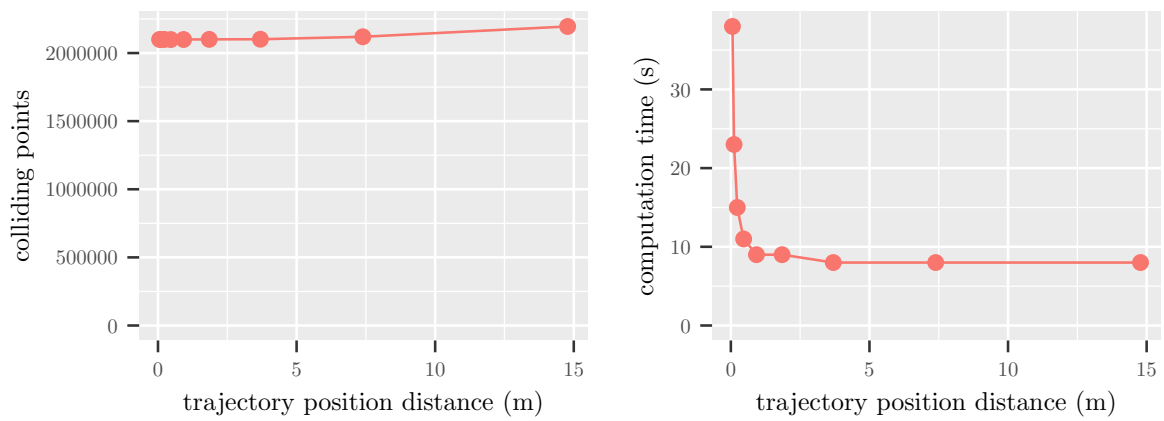 colliding points
2000000
1500000
1000000
500000
0
0 5 10 15
trajectory position distance (m)
computation time (s)
30
20
10
0
0 5 10 15
trajectory position distance (m)